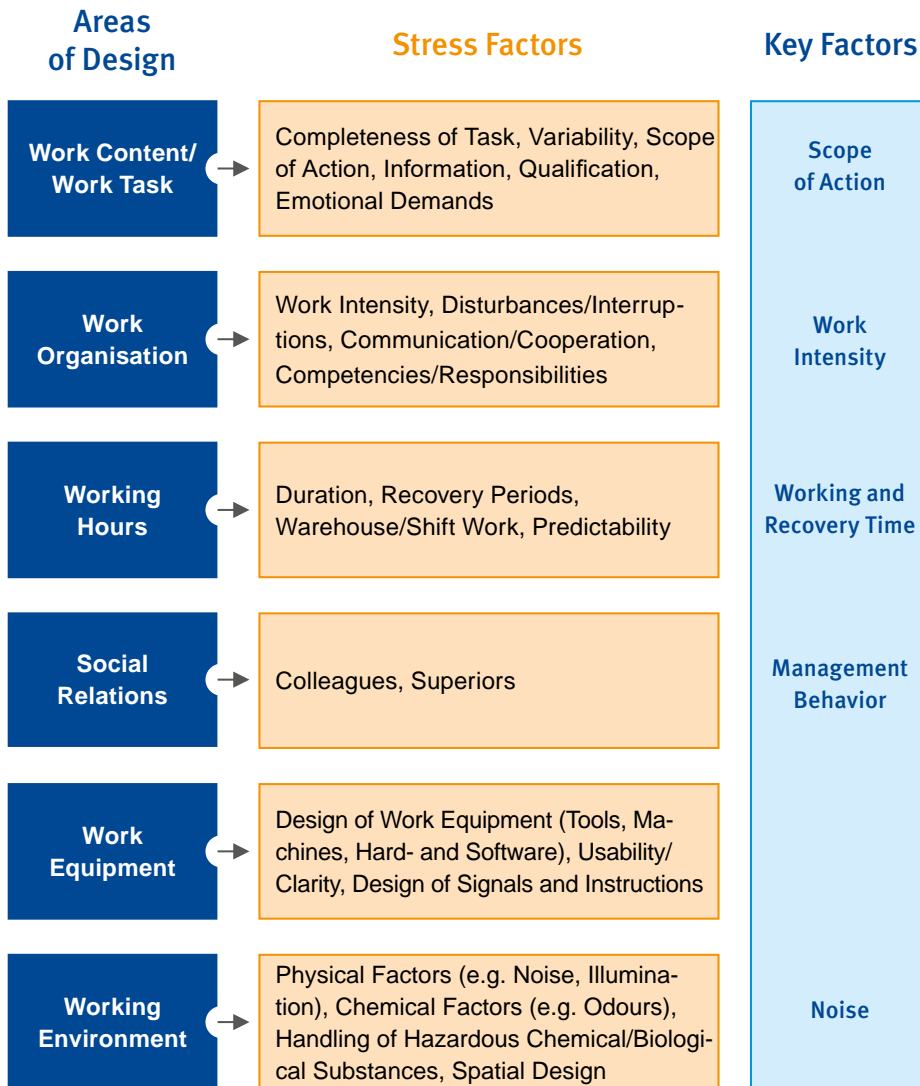 Areas
of Design
Stress Factors
Key Factors
Work Content/
Work Task
Completeness of Task, Variability, Scope
of Action, Information, Qualification,
Emotional Demands
Scope
of Action
Work
Organisation
Work Intensity, Disturbances/Interrup-
tions, Communication/Cooperation,
Competencies/Responsibilities
Work
Intensity
Working
Hours
Duration, Recovery Periods,
Warehouse/Shift Work, Predictability
Working and
Recovery Time
Social
Relations
Colleagues, Superiors
Management
Behavior
Work
Equipment
Design of Work Equipment (Tools, Ma-
chines, Hard- and Software), Usability/
Clarity, Design of Signals and Instructions
Working
Environment
Physical Factors (e.g. Noise, Illumina-
tion), Chemical Factors (e.g. Odours),
Handling of Hazardous Chemical/Biologi-
cal Substances, Spatial Design
Noise